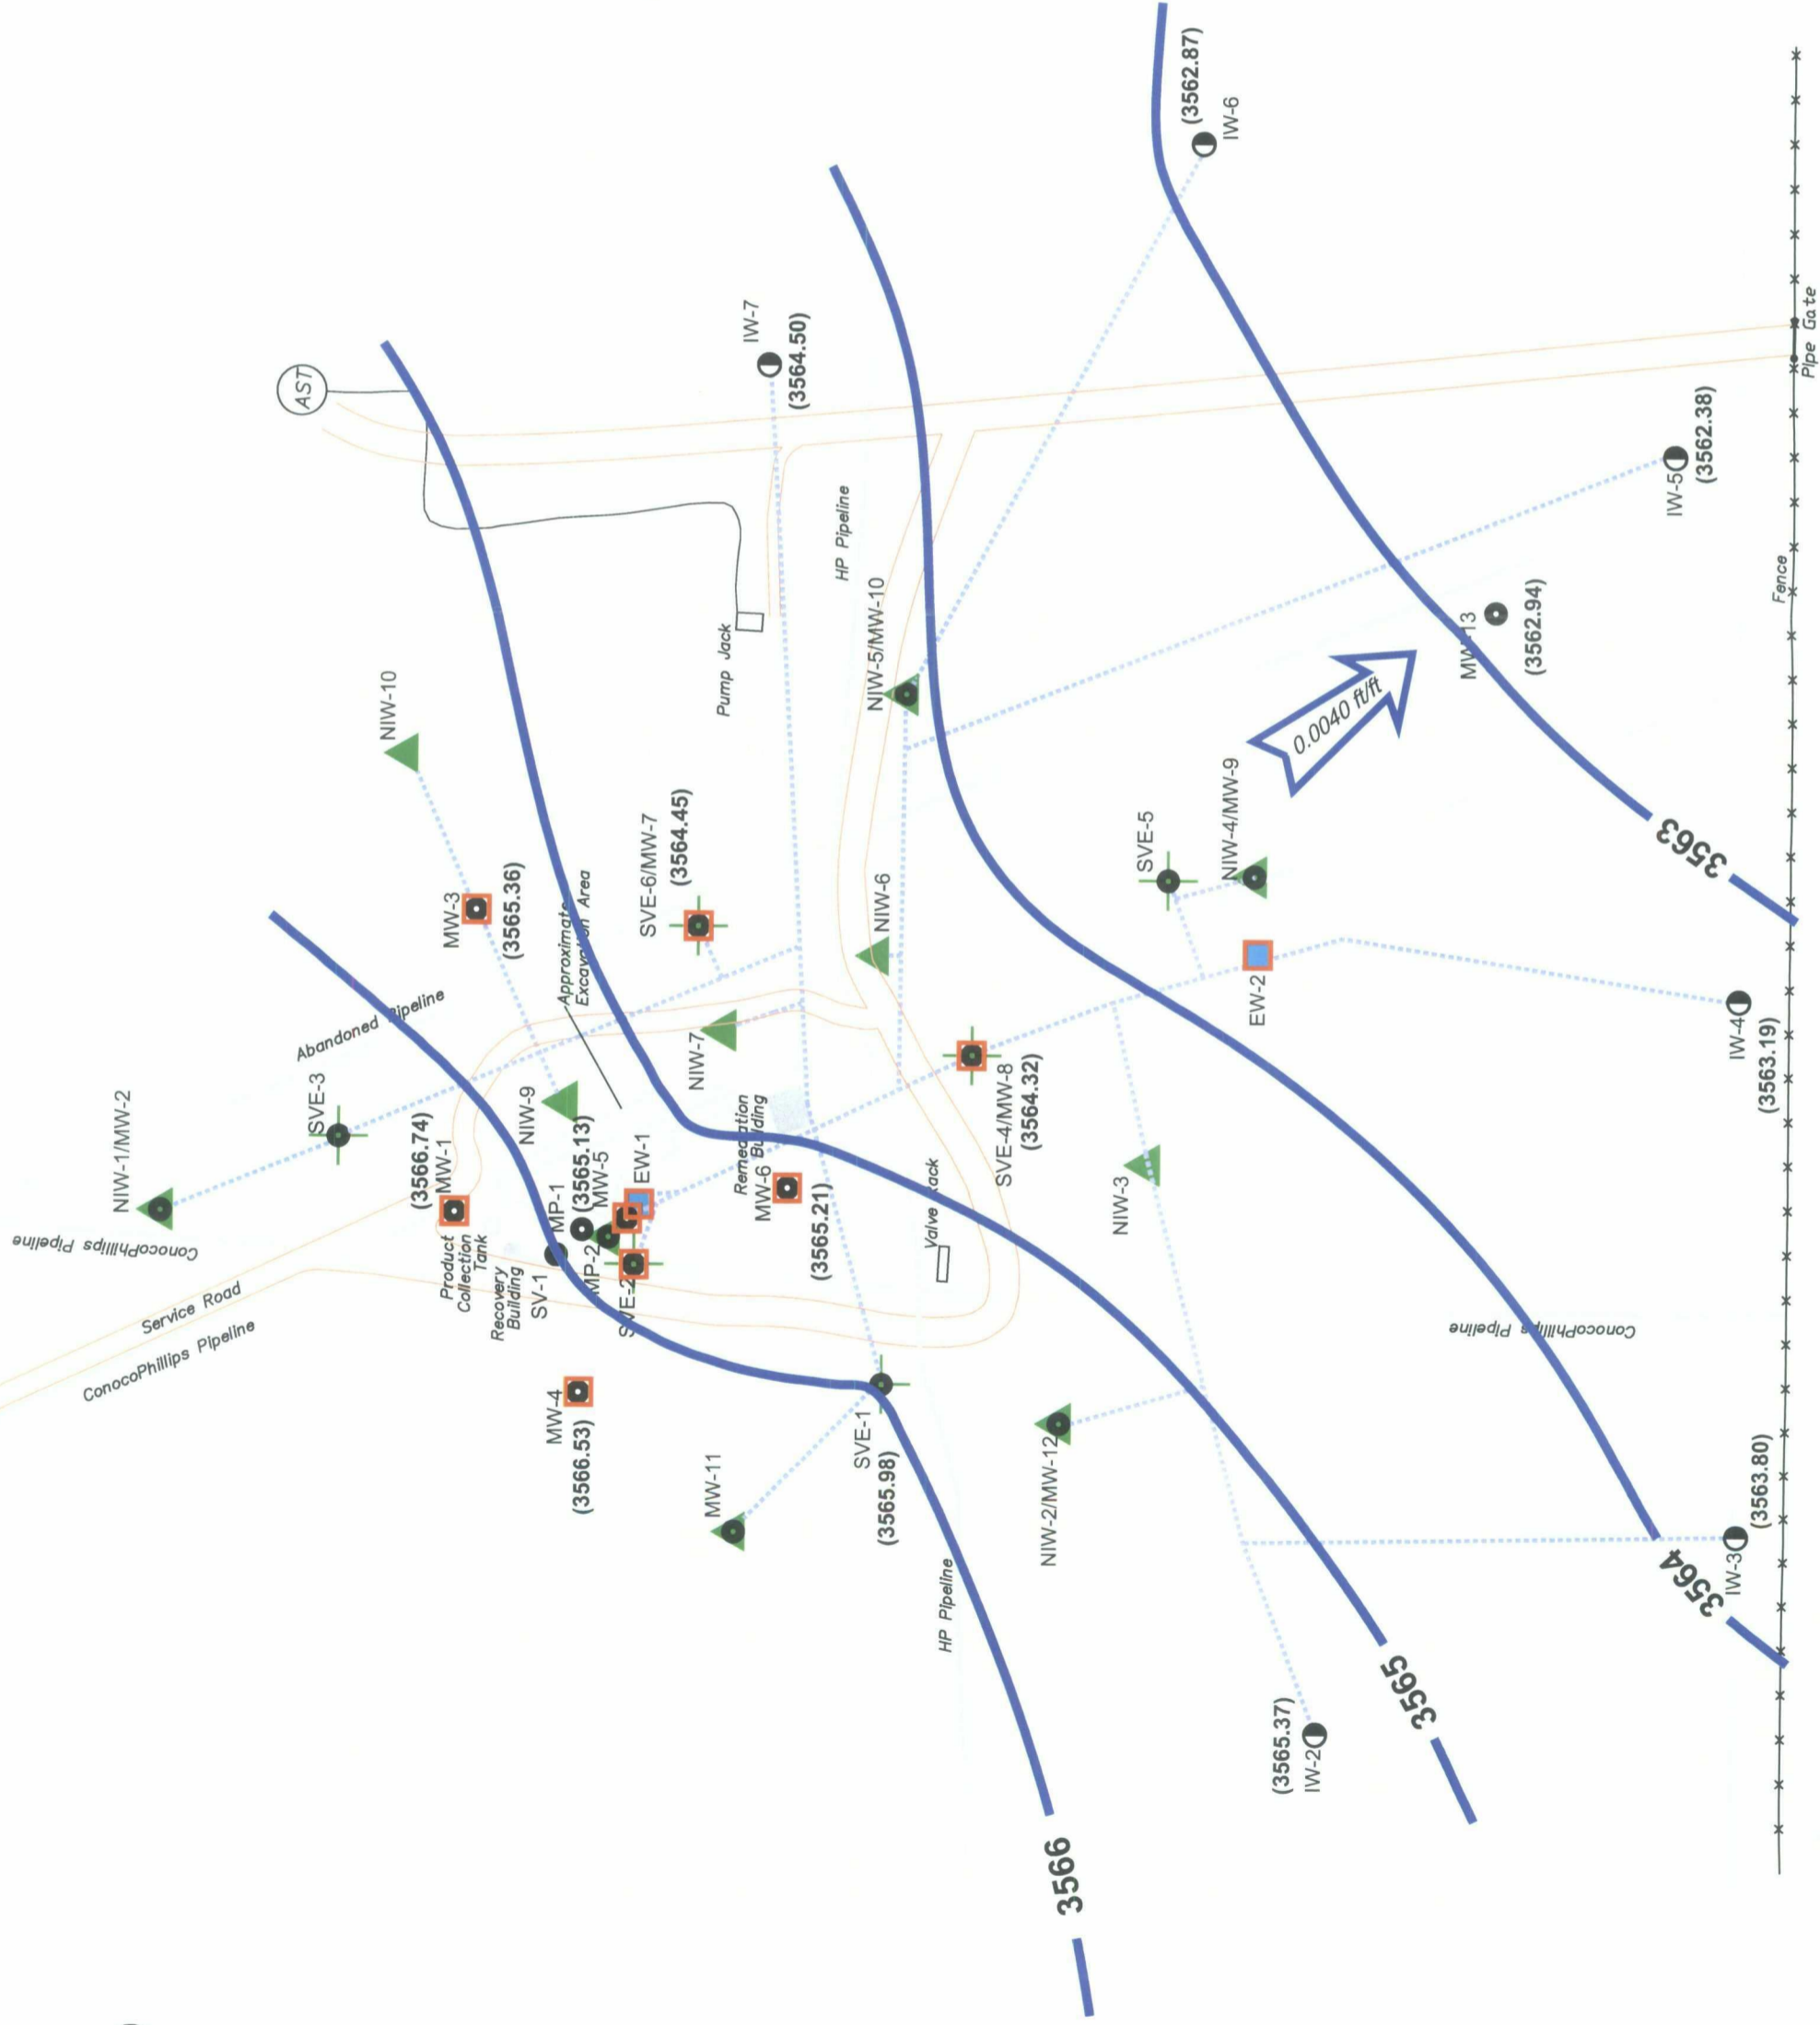 AST
(3562.87)
IW-6
IW-7
(3564.50)
Pipe Gate
(3562.38)
IW-5
HP Pipeline
Fence
MW-13
(3562.94)
NIW-5/MW-10
Pump Jack
0.0040 ft/ft
NIW-10
SVE-6/MW-7
(3564.45)
SVE-5
NIW-4/MW-9
3563
MW-3
(3565.36)
Approximate
Excavation Area
NIW-6
EW-2
Abandoned Pipeline
IW-4
(3563.19)
NIW-7
SVE-4/MW-8
(3564.32)
NIW-1/MW-2
SVE-3
NIW-9
(3566.74)
MW-1
MP-1
(3565.13)
MW-5
EW-1
Remediation
Building
MW-6
(3565.21)
NIW-3
Valve Rack
ConocoPhillips Pipeline
Product
Collection
Tank
Recovery
Building
SV-1
MP-2
SVE-2
Service Road
ConocoPhillips Pipeline
ConocoPhillips Pipeline
MW-4
(3566.53)
MW-11
SVE-1
(3565.98)
NIW-2/MW-12
HP Pipeline
(3563.80)
IW-3
3564
3565
(3565.37)
IW-2
3566